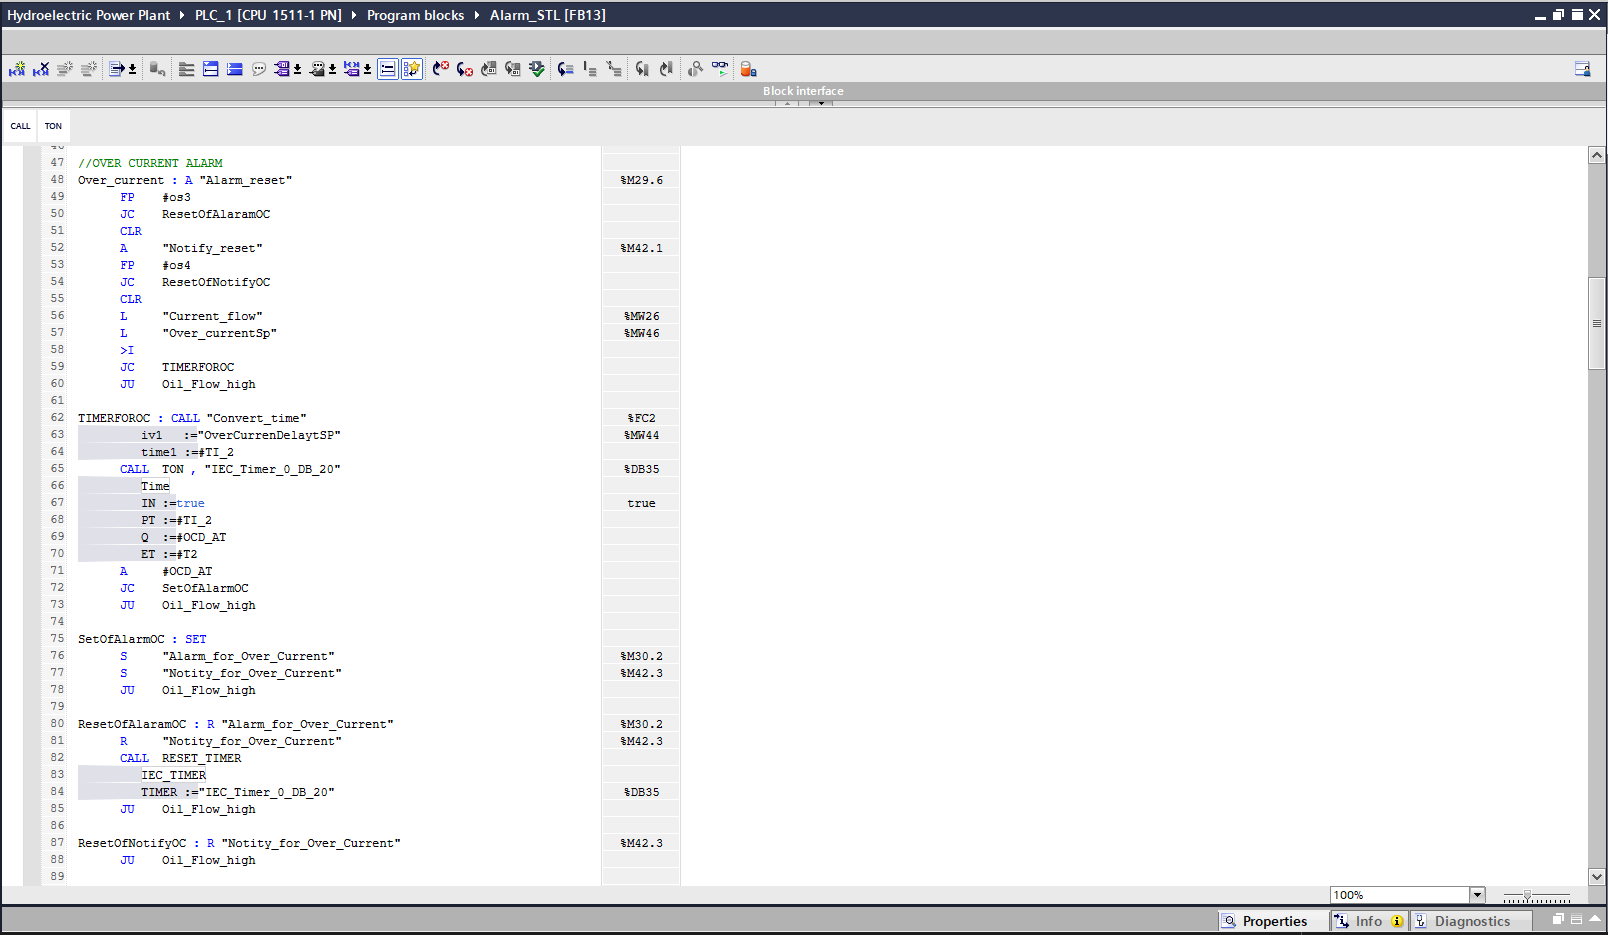 Hydroelectric Power Plant ▸ PLC_1 [CPU 1511-1 PN] ▸ Program blocks ▸ Alarm_STL [FB13]
Block interface
CALL TON
46
47 //OVER CURRENT ALARM
48 Over_current : A "Alarm_reset" %M29.6
49 FP #os3
50 JC ResetOfAlaramOC
51 CLR
52 A "Notify_reset" %M42.1
53 FP #os4
54 JC ResetOfNotifyOC
55 CLR
56 L "Current_flow" %MW26
57 L "Over_currentSp" %MW46
58 >I
59 JC TIMERFOROC
60 JU Oil_Flow_high
61
62 TIMERFOROC : CALL "Convert_time" %FC2
63 iv1 :="OverCurrenDelaytSP" %MW44
64 time1 :=#TI_2
65 CALL TON , "IEC_Timer_0_DB_20" %DB35
66 Time
67 IN :=true true
68 PT :=#TI_2
69 Q :=#OCD_AT
70 ET :=#T2
71 A #OCD_AT
72 JC SetOfAlarmOC
73 JU Oil_Flow_high
74
75 SetOfAlarmOC : SET
76 S "Alarm_for_Over_Current" %M30.2
77 S "Notity_for_Over_Current" %M42.3
78 JU Oil_Flow_high
79
80 ResetOfAlaramOC : R "Alarm_for_Over_Current" %M30.2
81 R "Notity_for_Over_Current" %M42.3
82 CALL RESET_TIMER
83 IEC_TIMER
84 TIMER :="IEC_Timer_0_DB_20" %DB35
85 JU Oil_Flow_high
86
87 ResetOfNotifyOC : R "Notity_for_Over_Current" %M42.3
88 JU Oil_Flow_high
89
100%
Properties Info Diagnostics